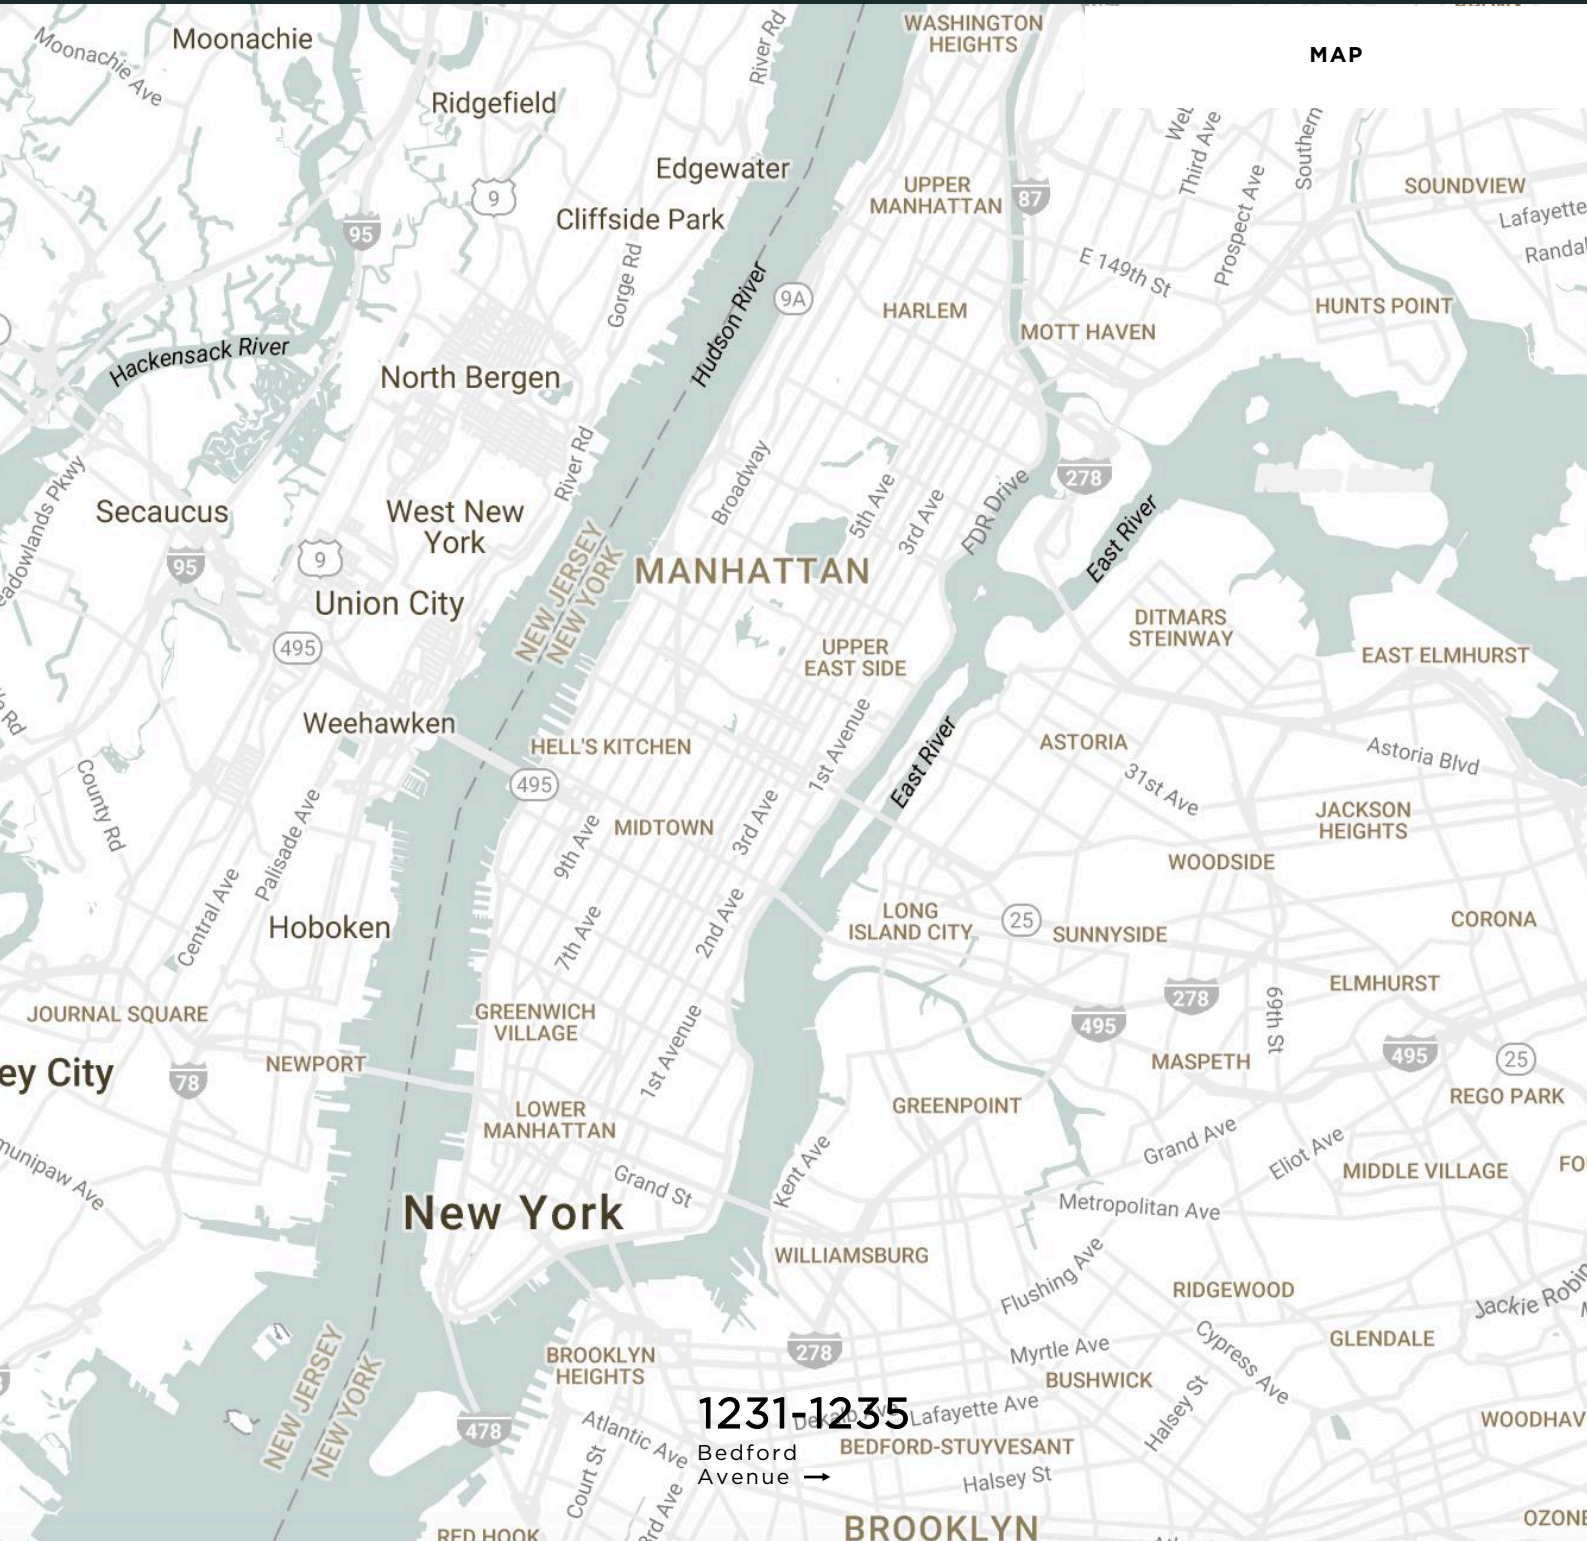 MAP
WASHINGTON
HEIGHTS
Moonachie
Moonachie Ave
River Rd
Ridgefield
9
Edgewater
Cliffside Park
95
Gorge Rd
UPPER
MANHATTAN
87
Third Ave
Southern
Prospect Ave
SOUNDVIEW
Lafayette
E 149th St
Hudson River
9A
HARLEM
MOTT HAVEN
HUNTS POINT
Hackensack River
North Bergen
River Rd
Broadway
5th Ave
3rd Ave
FDR Drive
278
East River
Secaucus
West New
York
95
9
NEW JERSEY
NEW YORK
MANHATTAN
Union City
495
UPPER
EAST SIDE
DITMARS
STEINWAY
EAST ELMHURST
Weehawken
HELL'S KITCHEN
495
1st Avenue
East River
ASTORIA
31st Ave
Astoria Blvd
County Rd
Palisade Ave
Central Ave
9th Ave
MIDTOWN
3rd Ave
JACKSON
HEIGHTS
WOODSIDE
Hoboken
7th Ave
2nd Ave
LONG
ISLAND CITY
25
SUNNYSIDE
CORONA
ELMHURST
278
69th St
JOURNAL SQUARE
GREENWICH
VILLAGE
1st Avenue
495
495
25
ey City
78
NEWPORT
MASPETH
REGO PARK
LOWER
MANHATTAN
GREENPOINT
Kent Ave
Grand Ave
Eliot Ave
MIDDLE VILLAGE
FO
munipaw Ave
Grand St
New York
Metropolitan Ave
WILLIAMSBURG
Flushing Ave
RIDGEWOOD
Jackie Robin
NEW JERSEY
NEW YORK
BROOKLYN
HEIGHTS
278
Myrtle Ave
Cypress Ave
GLENDALE
BUSHWICK
1231-1235
Bedford
Avenue →
Dekalb Ave
Lafayette Ave
BEDFORD-STUYVESANT
Halsey St
Halsey St
WOODHAV
478
Atlantic Ave
Court St
3rd Ave
RED HOOK
BROOKLYN
OZONE